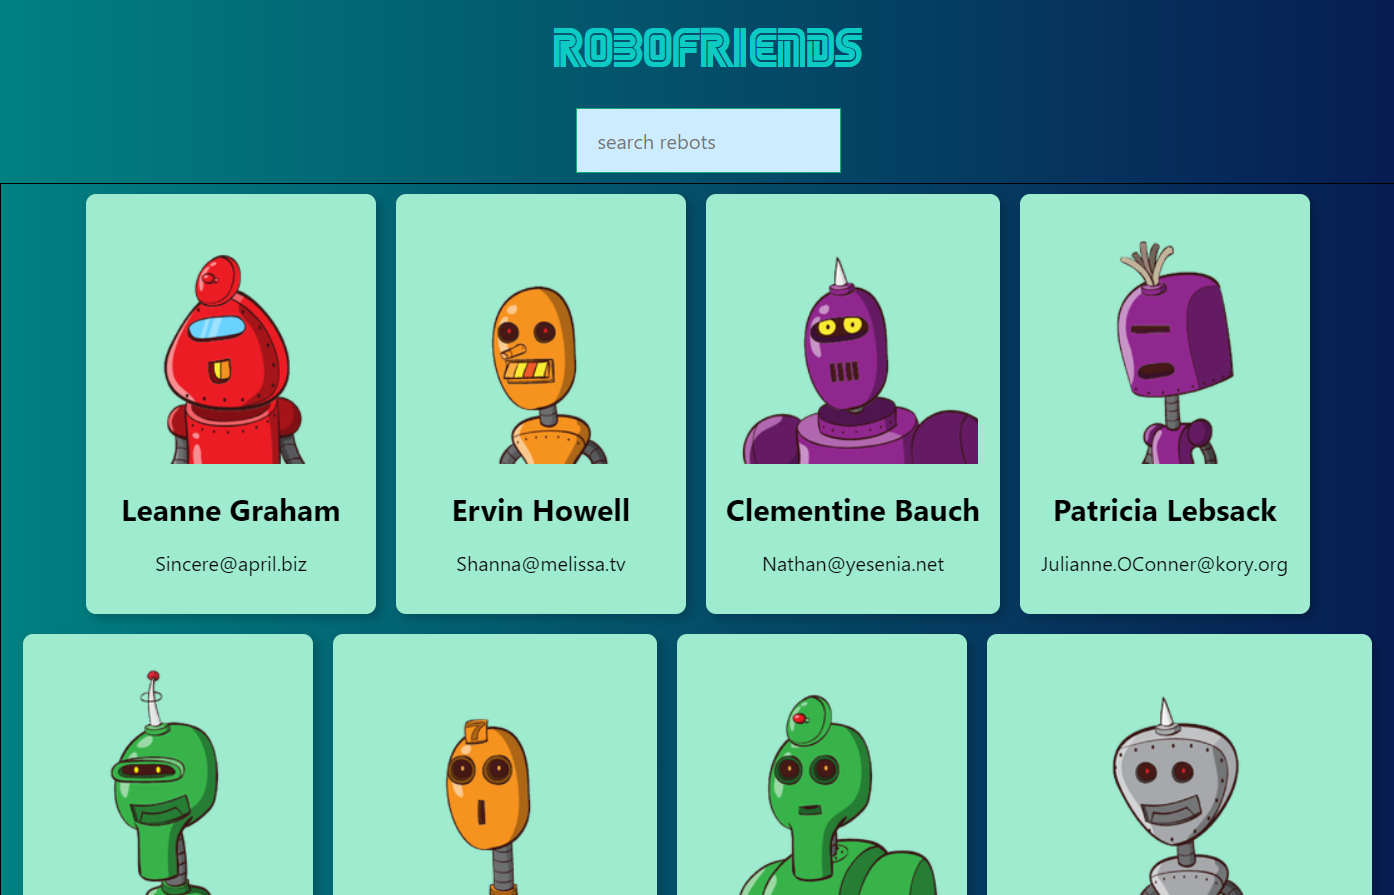 ROBOFRIENDS
search rebots
Leanne Graham
Ervin Howell
Clementine Bauch
Patricia Lebsack
Sincere@april.biz
Shanna@melissa.tv
Nathan@yesenia.net
Julianne.OConner@kory.org
7